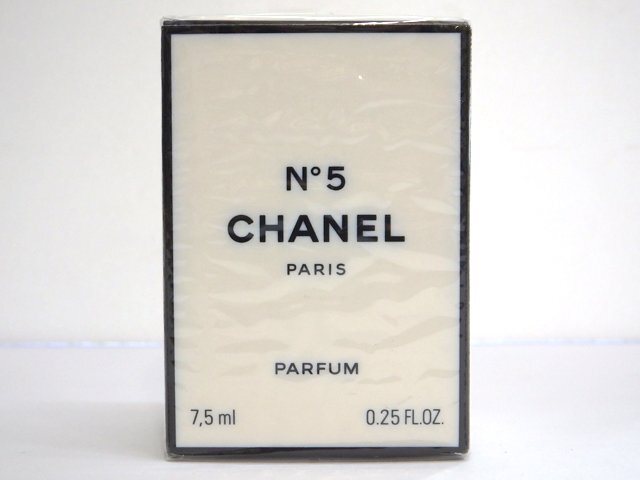 N°5
CHANEL
PARIS
PARFUM
7,5 ml 0.25 FL.OZ.